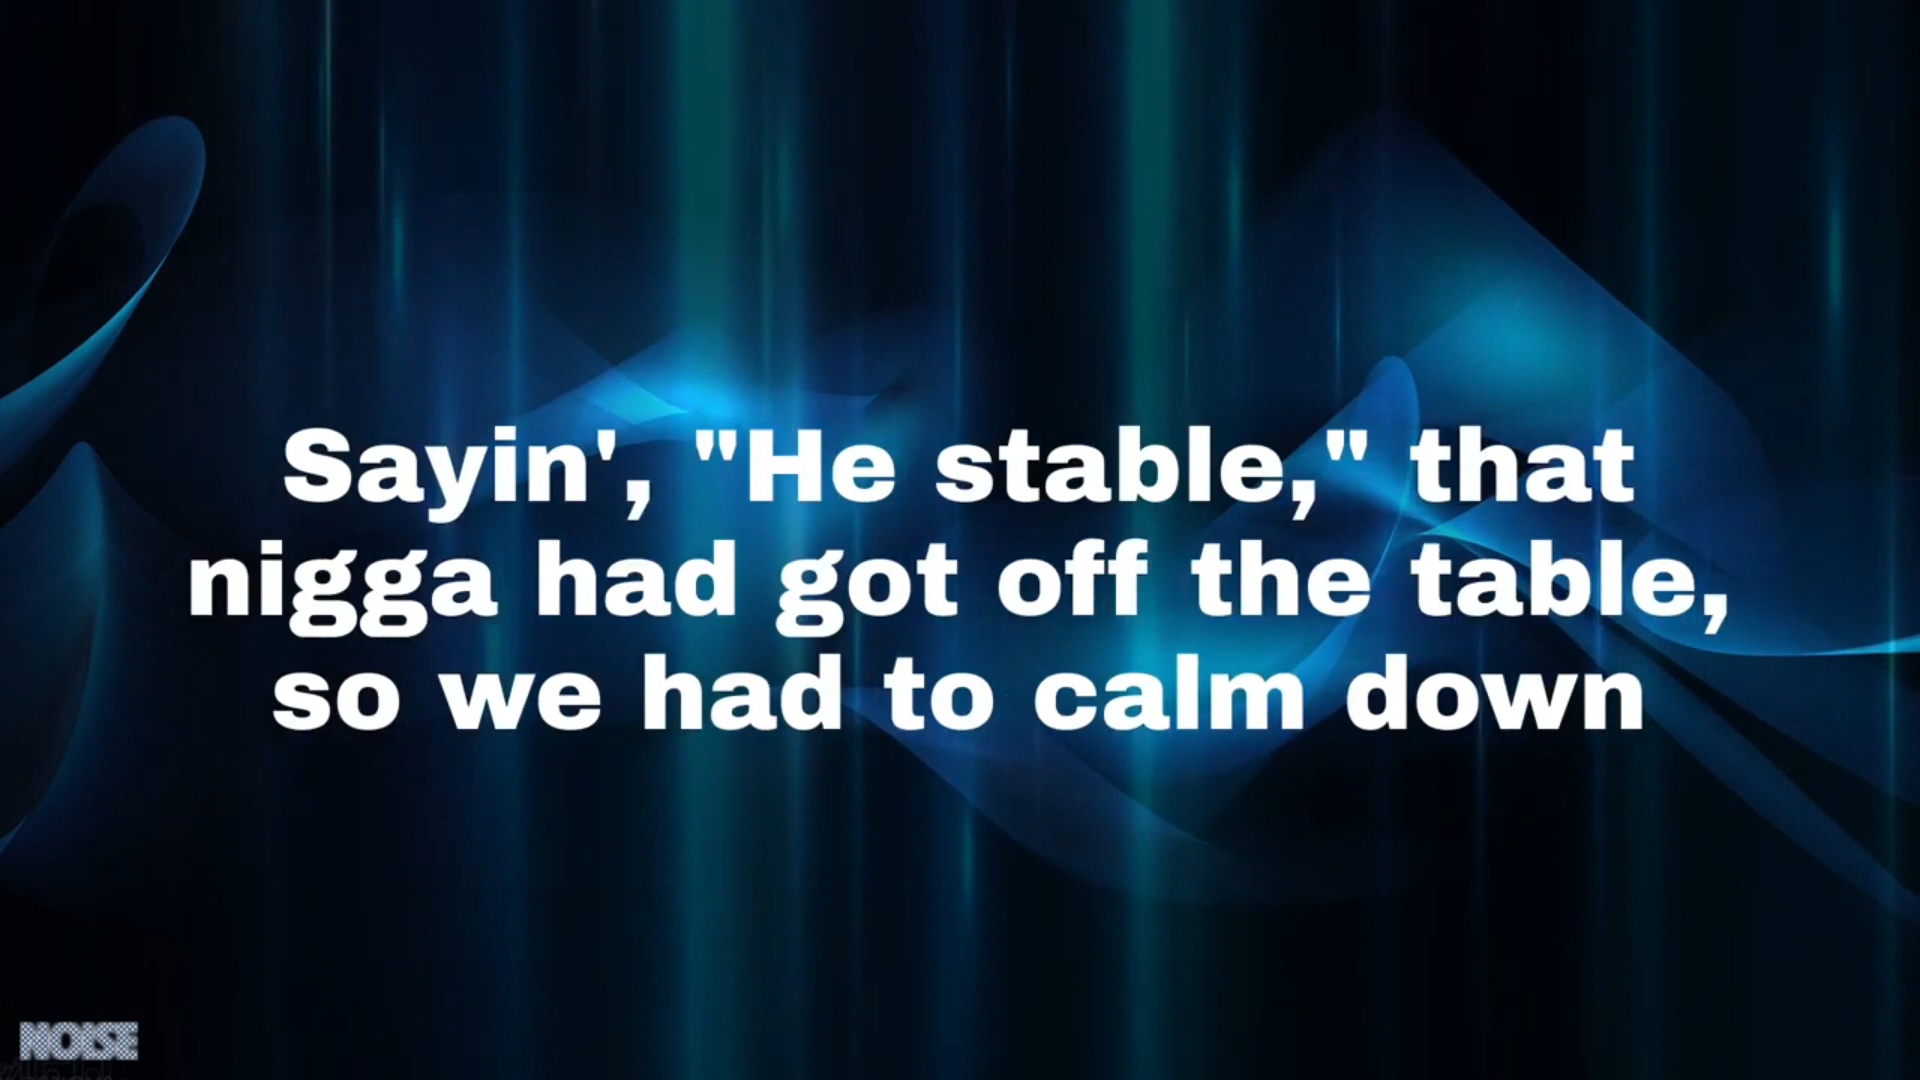 Sayin', "He stable," that
nigga had got off the table,
so we had to calm down
NOISE